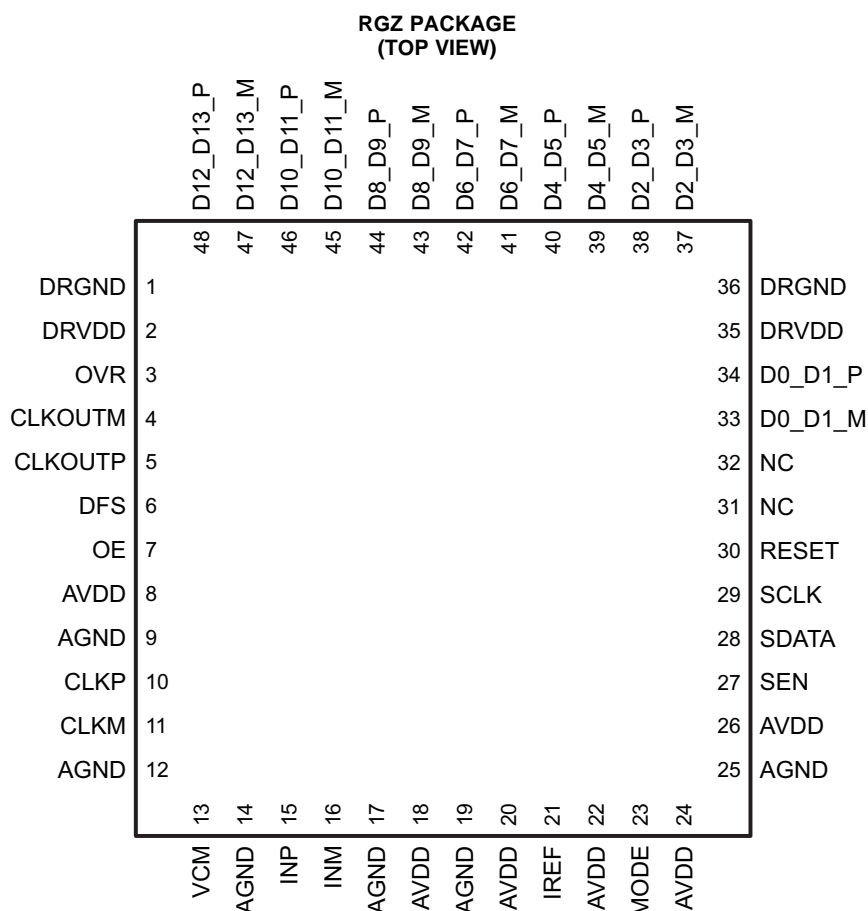 RGZ PACKAGE
(TOP VIEW)
D12_D13_P
D12_D13_M
D10_D11_P
D10_D11_M
D8_D9_P
D8_D9_M
D6_D7_P
D6_D7_M
D4_D5_P
D4_D5_M
D2_D3_P
D2_D3_M
48
47
46
45
44
43
42
41
40
39
38
37
DRGND 1
36 DRGND
DRVDD 2
35 DRVDD
OVR 3
34 D0_D1_P
CLKOUTM 4
33 D0_D1_M
CLKOUTP 5
32 NC
DFS 6
31 NC
OE 7
30 RESET
AVDD 8
29 SCLK
AGND 9
28 SDATA
CLKP 10
27 SEN
CLKM 11
26 AVDD
AGND 12
25 AGND
13
14
15
16
17
18
19
20
21
22
23
24
VCM
AGND
INP
INM
AGND
AVDD
AGND
AVDD
IREF
AVDD
MODE
AVDD